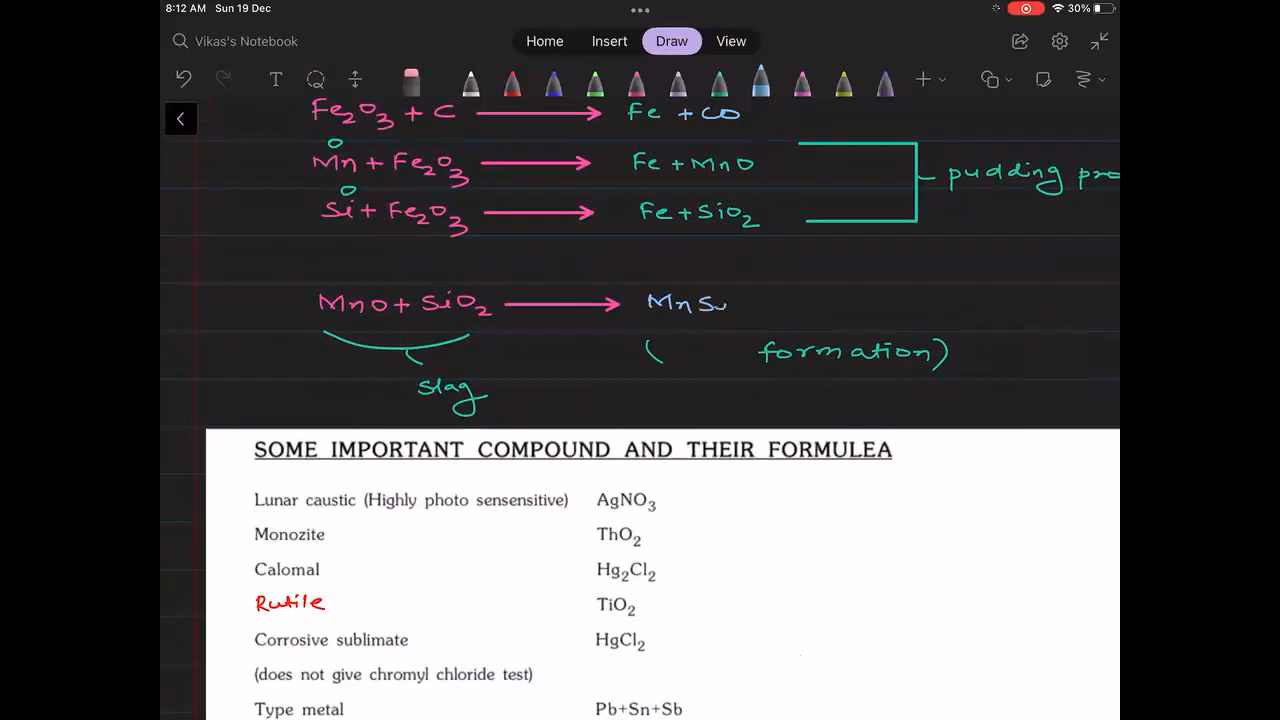 8:12 AM Sun 19 Dec
30%
Vikas's Notebook
Home Insert Draw View
Fe2O3 + C ⟶ Fe + CO
Mn + Fe2O3 ⟶ Fe + MnO
Si + Fe2O3 ⟶ Fe + SiO2
pudding pro
MnO + SiO2 ⟶ MnSi
( formation)
slag
SOME IMPORTANT COMPOUND AND THEIR FORMULEA
Lunar caustic (Highly photo sensensitive) AgNO3
Monozite ThO2
Calomal Hg2Cl2
Rutile TiO2
Corrosive sublimate HgCl2
(does not give chromyl chloride test)
Type metal Pb+Sn+Sb